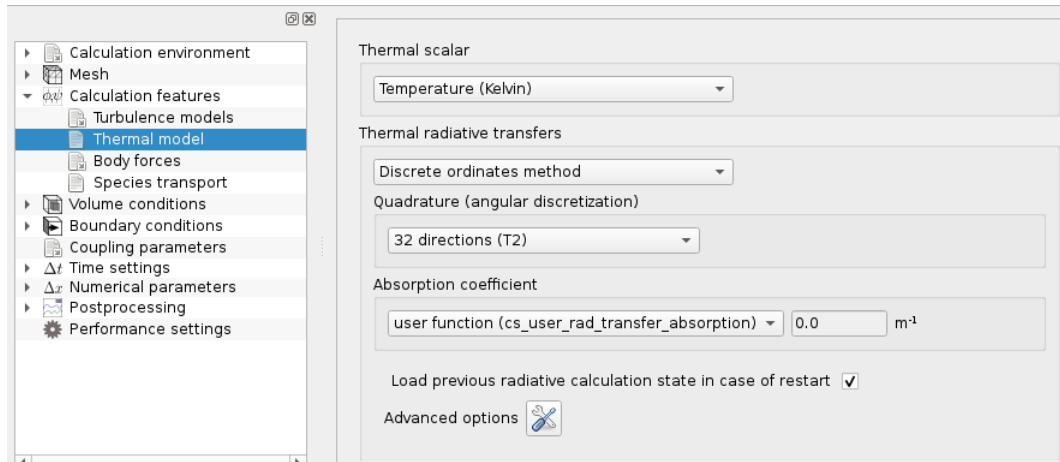 Calculation environment
Mesh
Calculation features
Turbulence models
Thermal model
Body forces
Species transport
Volume conditions
Boundary conditions
Coupling parameters
Δt Time settings
Δx Numerical parameters
Postprocessing
Performance settings
Thermal scalar
Temperature (Kelvin)
Thermal radiative transfers
Discrete ordinates method
Quadrature (angular discretization)
32 directions (T2)
Absorption coefficient
user function (cs_user_rad_transfer_absorption) 0.0 m⁻¹
Load previous radiative calculation state in case of restart
Advanced options